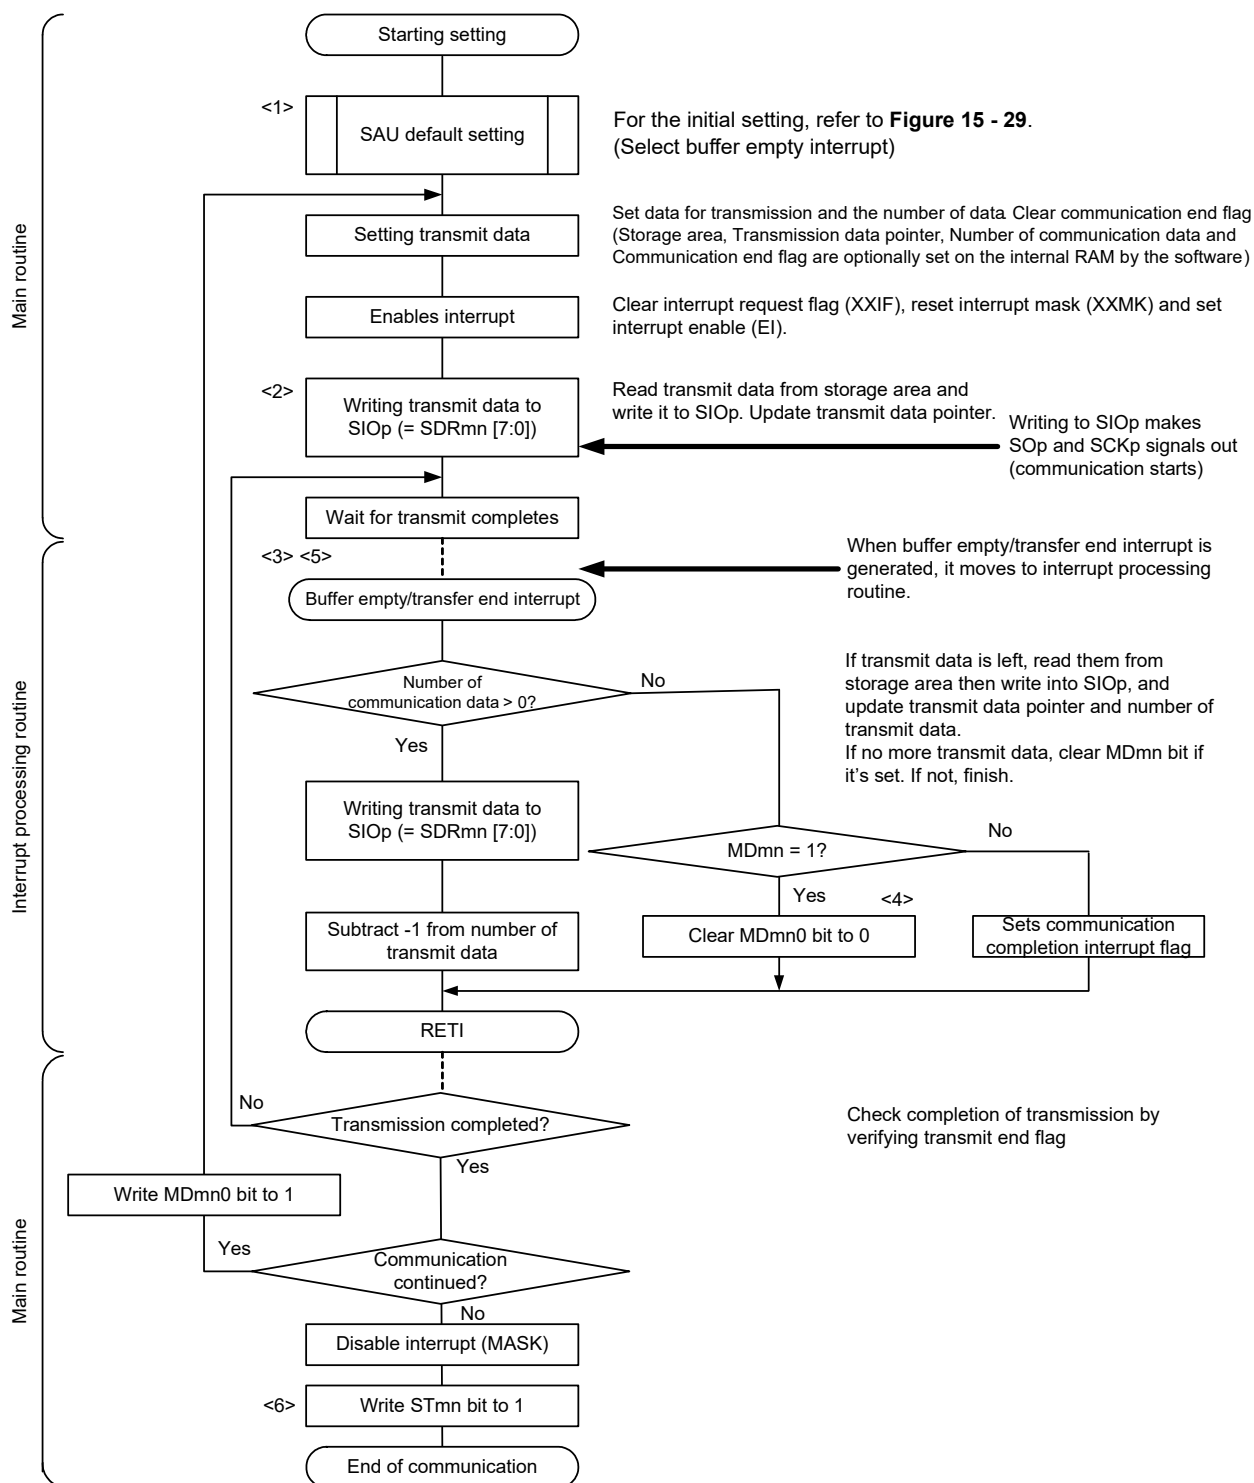 Starting setting
<1>
SAU default setting
For the initial setting, refer to Figure 15 - 29.
(Select buffer empty interrupt)
Main routine
Setting transmit data
Set data for transmission and the number of data. Clear communication end flag
(Storage area, Transmission data pointer, Number of communication data and
Communication end flag are optionally set on the internal RAM by the software)
Enables interrupt
Clear interrupt request flag (XXIF), reset interrupt mask (XXMK) and set
interrupt enable (EI).
<2>
Writing transmit data to
SIOp (= SDRmn [7:0])
Read transmit data from storage area and
write it to SIOp. Update transmit data pointer.
Writing to SIOp makes
SOp and SCKp signals out
(communication starts)
Wait for transmit completes
<3> <5>
When buffer empty/transfer end interrupt is
generated, it moves to interrupt processing
routine.
Buffer empty/transfer end interrupt
Interrupt processing routine
Number of
communication data > 0?
No
Yes
If transmit data is left, read them from
storage area then write into SIOp, and
update transmit data pointer and number of
transmit data.
If no more transmit data, clear MDmn bit if
it's set. If not, finish.
Writing transmit data to
SIOp (= SDRmn [7:0])
MDmn = 1?
No
Yes
<4>
Subtract -1 from number of
transmit data
Clear MDmn0 bit to 0
Sets communication
completion interrupt flag
RETI
Main routine
No
Transmission completed?
Yes
Check completion of transmission by
verifying transmit end flag
Write MDmn0 bit to 1
Yes
Communication
continued?
No
Disable interrupt (MASK)
<6>
Write STmn bit to 1
End of communication